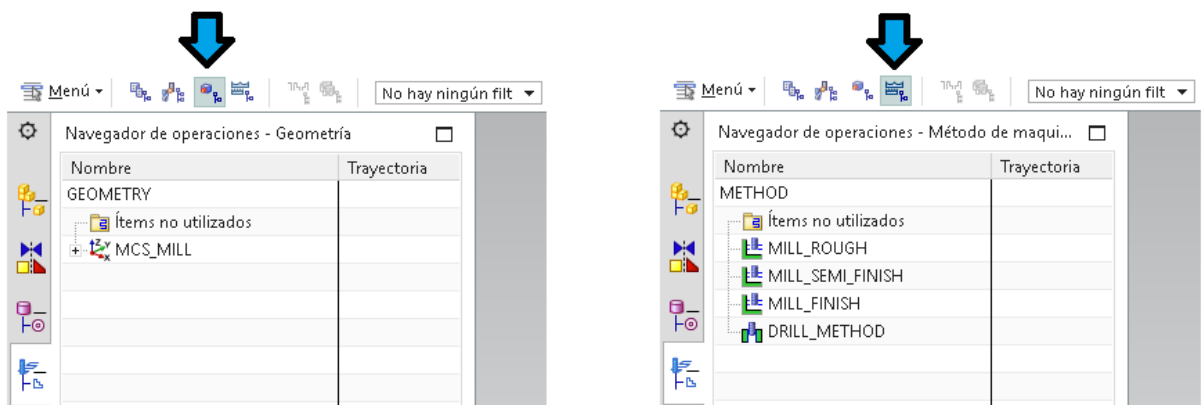 Menú
No hay ningún filt
Navegador de operaciones - Geometría
Nombre Trayectoria
GEOMETRY
Ítems no utilizados
MCS_MILL
Menú
No hay ningún filt
Navegador de operaciones - Método de maqui...
Nombre Trayectoria
METHOD
Ítems no utilizados
MILL_ROUGH
MILL_SEMI_FINISH
MILL_FINISH
DRILL_METHOD